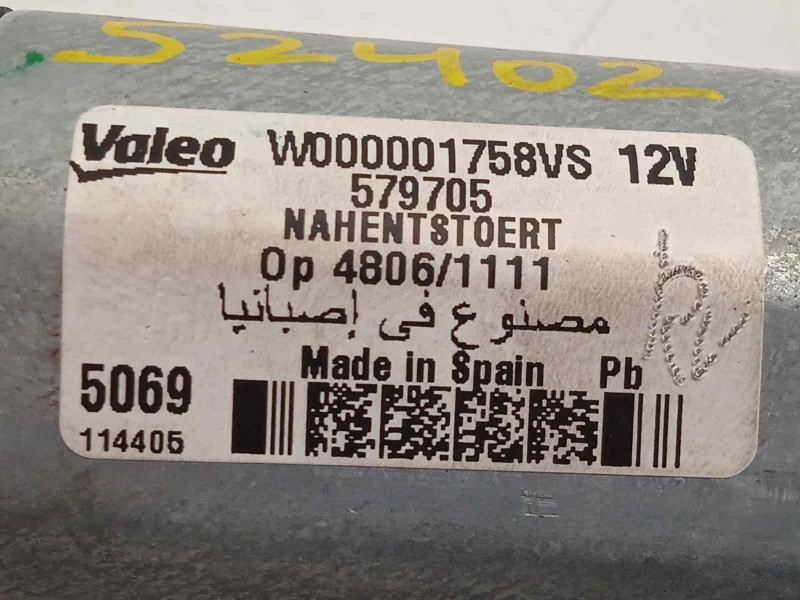 52402
Valeo W000001758VS 12V
579705
NAHENTSTOERT
Op 4806/1111
مصنوع في إصبانيا
Made in Spain Pb
5069
114405